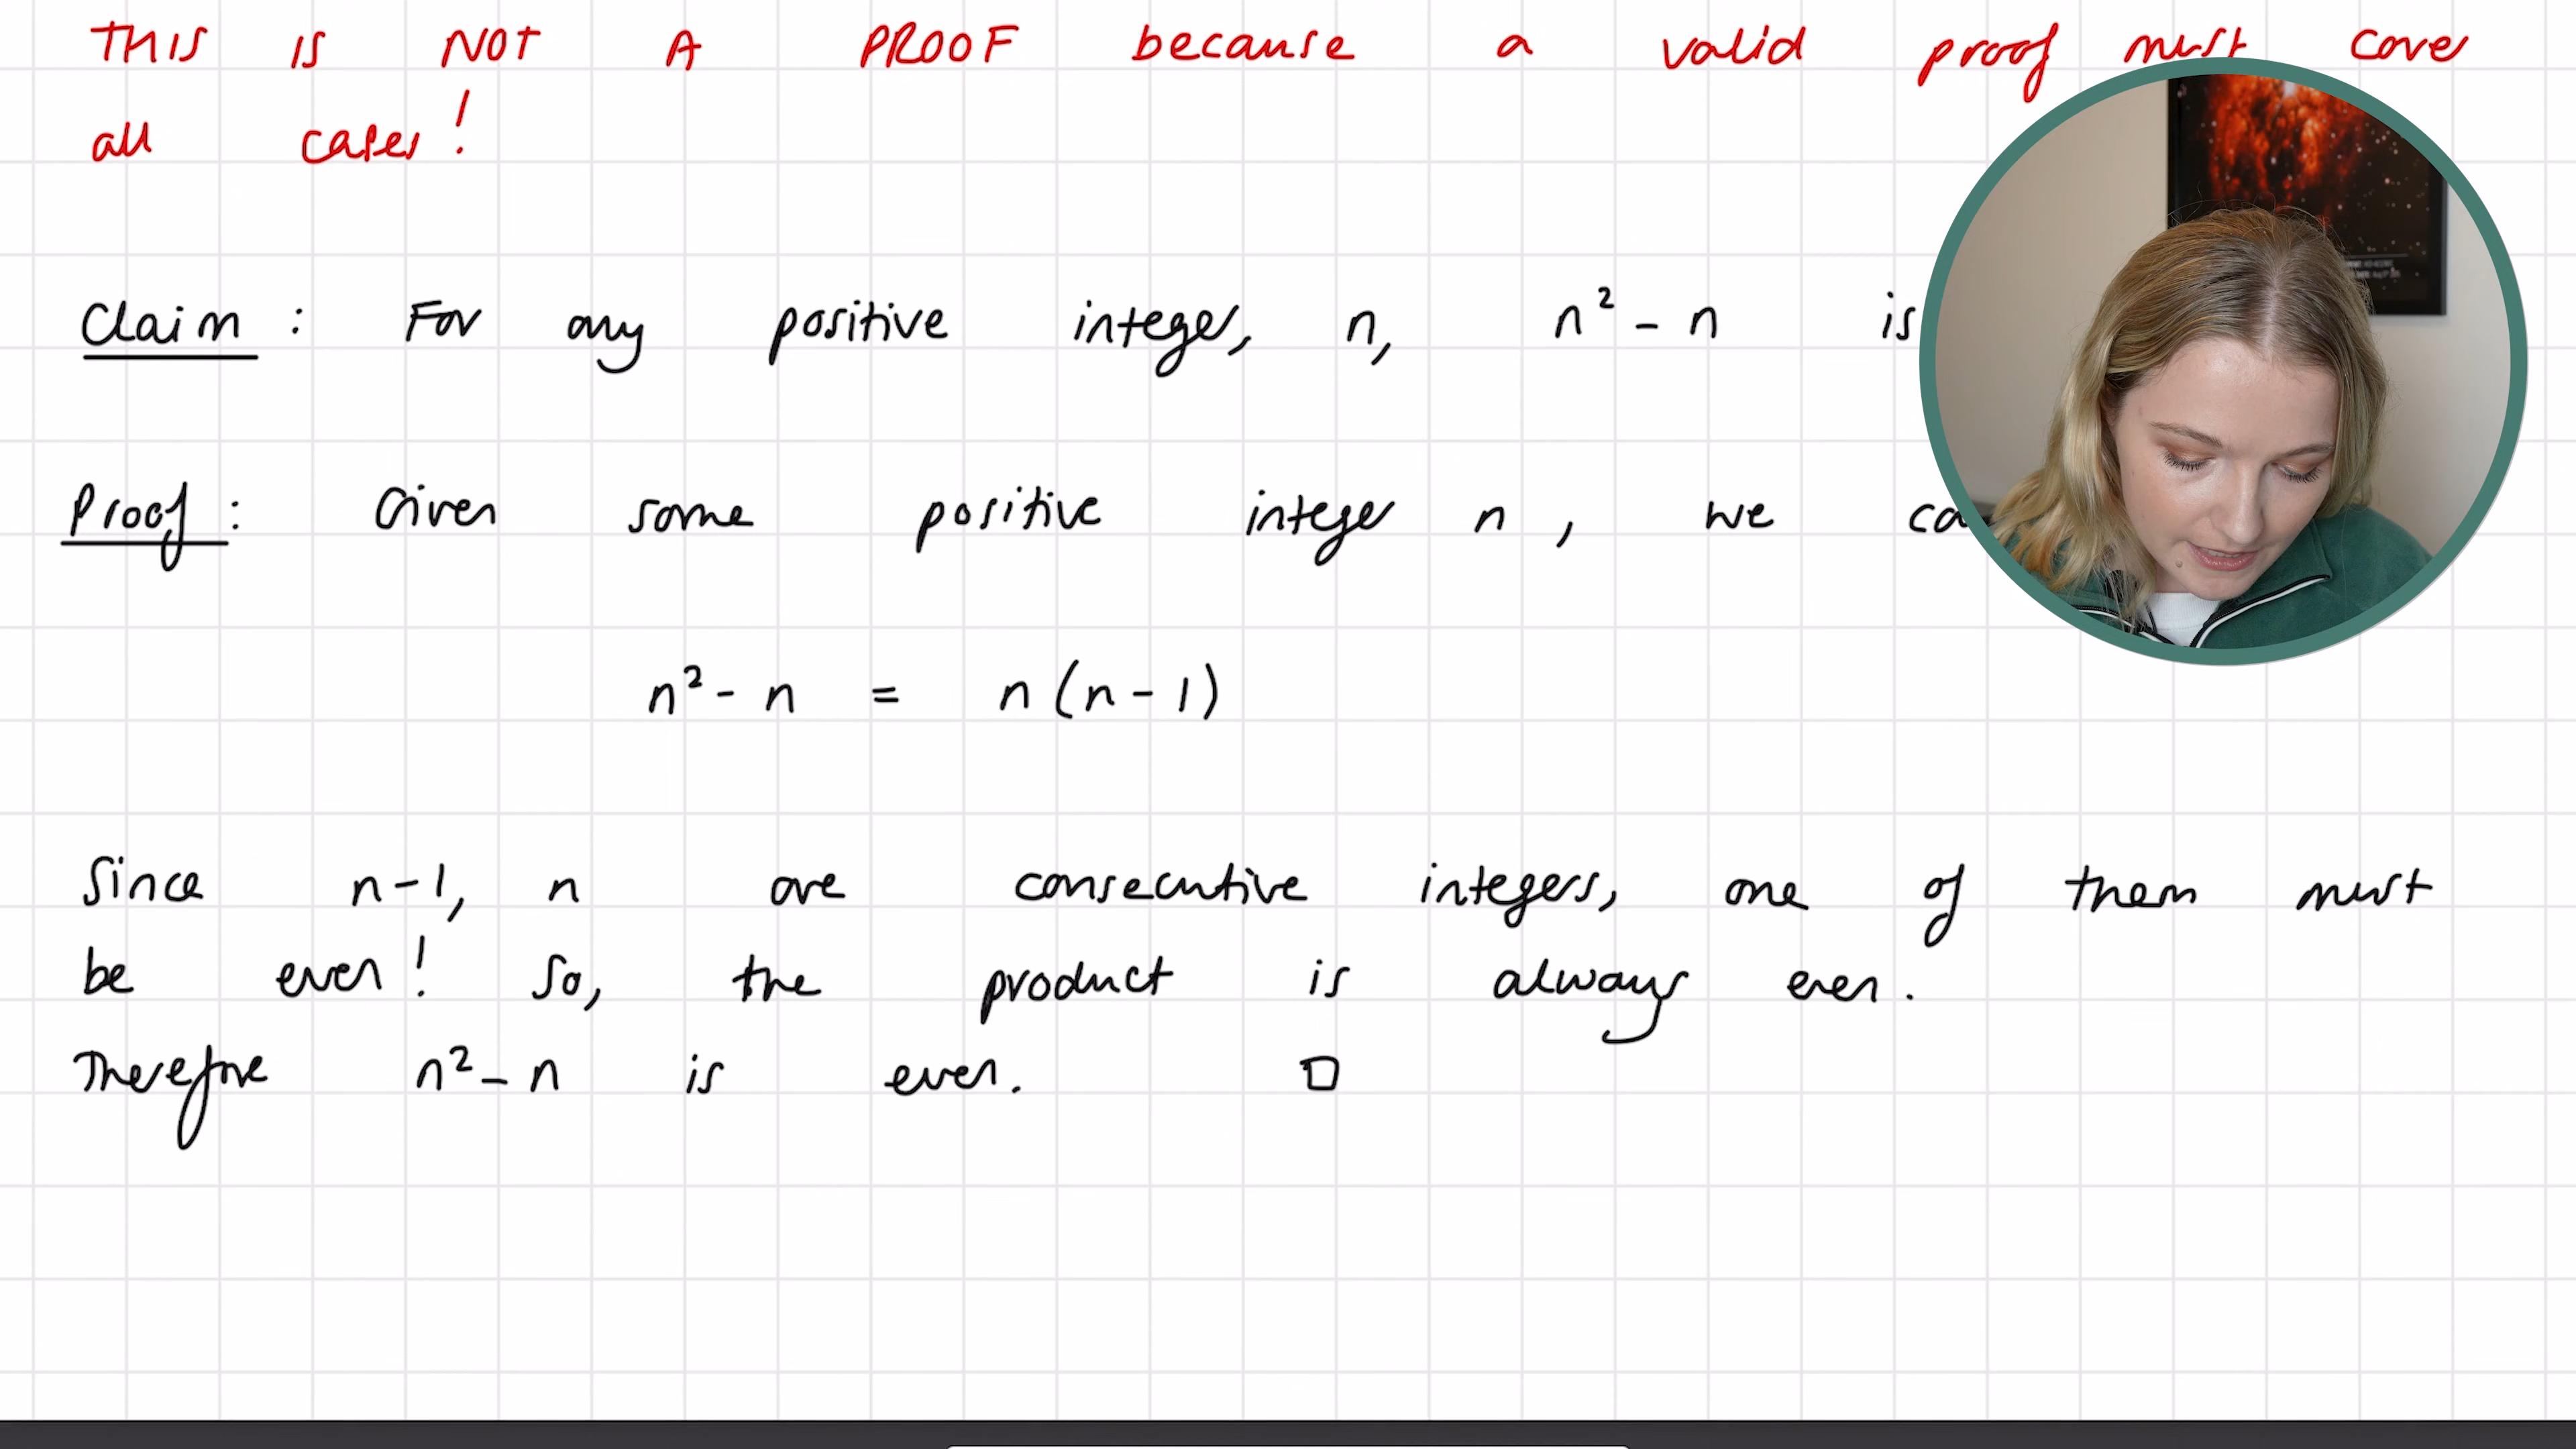 THIS IS NOT A PROOF because a valid proof must cover
all cases!
Claim: For any positive integer, n, n² - n is
Proof: Given some positive integer n, we
n² - n = n(n-1)
Since n-1, n are consecutive integers, one of them must
be even! So, the product is always even.
Therefore n² - n is even. □